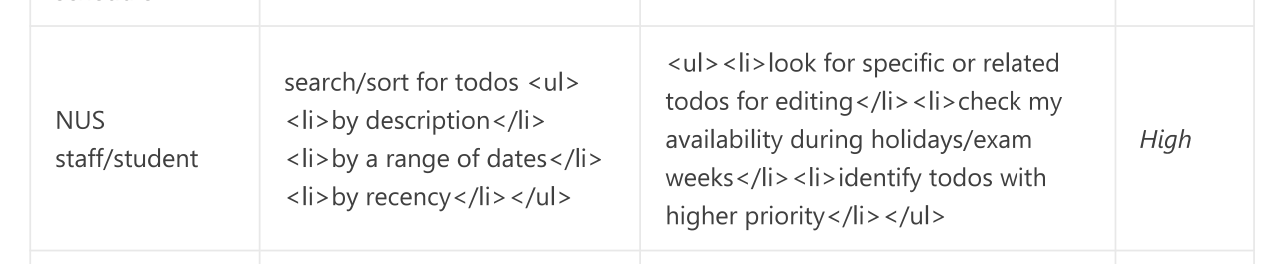 NUS
staff/student
search/sort for todos <ul>
<li>by description</li>
<li>by a range of dates</li>
<li>by recency</li></ul>
<ul><li>look for specific or related
todos for editing</li><li>check my
availability during holidays/exam
weeks</li><li>identify todos with
higher priority</li></ul>
High